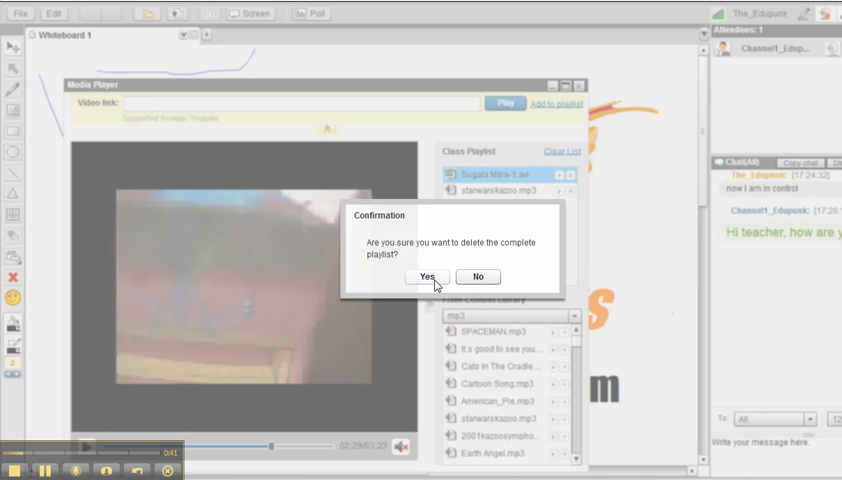 File
Edit
Screen
Poll
The_Edupunk
Whiteboard 1
Attendees: 1
Channel1_Edup...
Media Player
Video link:
Play
Add to playlist
Supported formats: Youtube
Class Playlist
Clear List
Sugata Mitra-1.avi
starwarskazoo.mp3
Confirmation
Are you sure you want to delete the complete
playlist?
Yes
No
From Content Library
mp3
SPACEMAN.mp3
It s good to see you...
Cats In The Cradle...
Cartoon Song.mp3
American_Pie.mp3
starwarskazoo.mp3
2001kazoosympho...
Earth Angel.mp3
02:29/03:23
Chat(All)
Copy chat
The_Edupunk: [17:24:32]
now I am in control
Channel1_Edupunk: [17:26:
Hi teacher, how are y
To:
All
12
Write your message here.
m
2
0:41